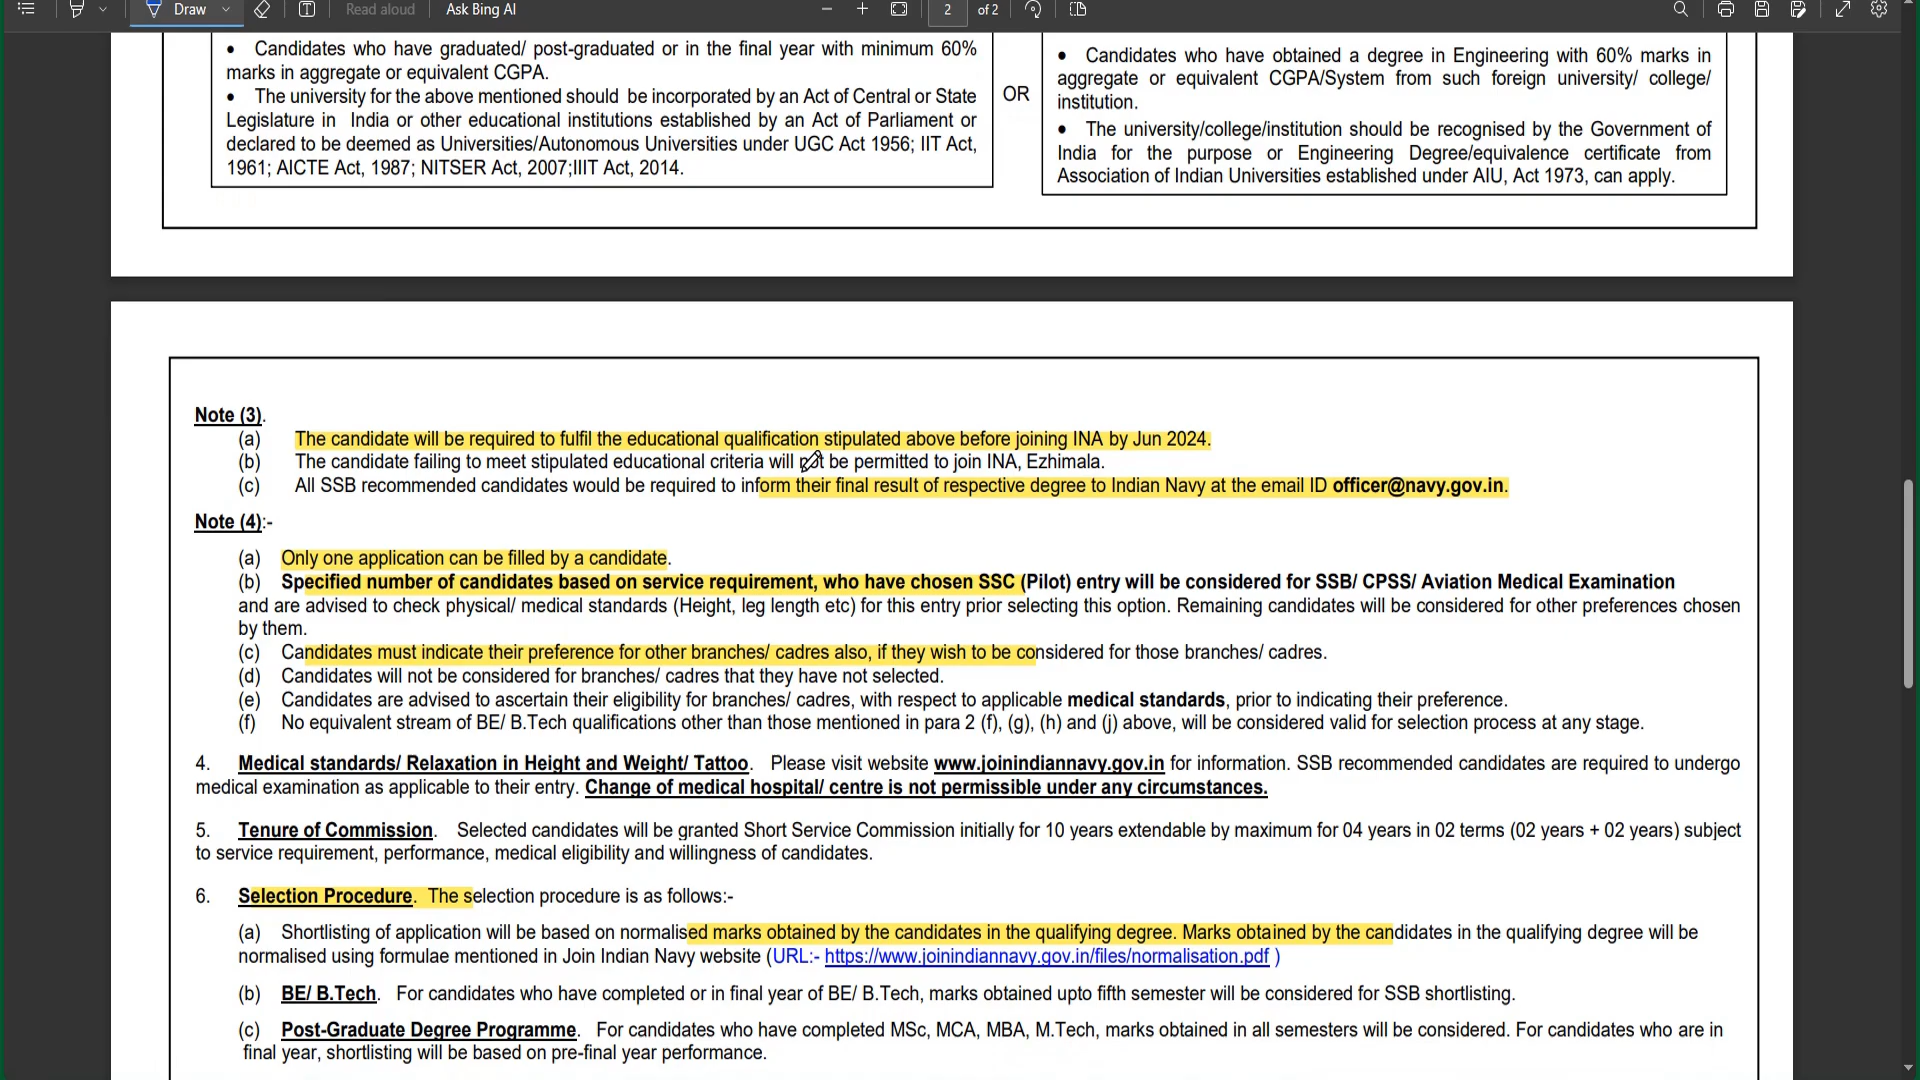 Draw
Read aloud
Ask Bing AI
2
of 2
• Candidates who have graduated/ post-graduated or in the final year with minimum 60%
marks in aggregate or equivalent CGPA.
• The university for the above mentioned should be incorporated by an Act of Central or State
Legislature in India or other educational institutions established by an Act of Parliament or
declared to be deemed as Universities/Autonomous Universities under UGC Act 1956; IIT Act,
1961; AICTE Act, 1987; NITSER Act, 2007;IIIT Act, 2014.
OR
• Candidates who have obtained a degree in Engineering with 60% marks in
aggregate or equivalent CGPA/System from such foreign university/ college/
institution.
• The university/college/institution should be recognised by the Government of
India for the purpose or Engineering Degree/equivalence certificate from
Association of Indian Universities established under AIU, Act 1973, can apply.
Note (3).
(a) The candidate will be required to fulfil the educational qualification stipulated above before joining INA by Jun 2024.
(b) The candidate failing to meet stipulated educational criteria will not be permitted to join INA, Ezhimala.
(c) All SSB recommended candidates would be required to inform their final result of respective degree to Indian Navy at the email ID officer@navy.gov.in.
Note (4):-
(a) Only one application can be filled by a candidate.
(b) Specified number of candidates based on service requirement, who have chosen SSC (Pilot) entry will be considered for SSB/ CPSS/ Aviation Medical Examination
and are advised to check physical/ medical standards (Height, leg length etc) for this entry prior selecting this option. Remaining candidates will be considered for other preferences chosen
by them.
(c) Candidates must indicate their preference for other branches/ cadres also, if they wish to be considered for those branches/ cadres.
(d) Candidates will not be considered for branches/ cadres that they have not selected.
(e) Candidates are advised to ascertain their eligibility for branches/ cadres, with respect to applicable medical standards, prior to indicating their preference.
(f) No equivalent stream of BE/ B.Tech qualifications other than those mentioned in para 2 (f), (g), (h) and (j) above, will be considered valid for selection process at any stage.
4. Medical standards/ Relaxation in Height and Weight/ Tattoo. Please visit website www.joinindiannavy.gov.in for information. SSB recommended candidates are required to undergo
medical examination as applicable to their entry. Change of medical hospital/ centre is not permissible under any circumstances.
5. Tenure of Commission. Selected candidates will be granted Short Service Commission initially for 10 years extendable by maximum for 04 years in 02 terms (02 years + 02 years) subject
to service requirement, performance, medical eligibility and willingness of candidates.
6. Selection Procedure. The selection procedure is as follows:-
(a) Shortlisting of application will be based on normalised marks obtained by the candidates in the qualifying degree. Marks obtained by the candidates in the qualifying degree will be
normalised using formulae mentioned in Join Indian Navy website (URL:- https://www.joinindiannavy.gov.in/files/normalisation.pdf )
(b) BE/ B.Tech. For candidates who have completed or in final year of BE/ B.Tech, marks obtained upto fifth semester will be considered for SSB shortlisting.
(c) Post-Graduate Degree Programme. For candidates who have completed MSc, MCA, MBA, M.Tech, marks obtained in all semesters will be considered. For candidates who are in
final year, shortlisting will be based on pre-final year performance.